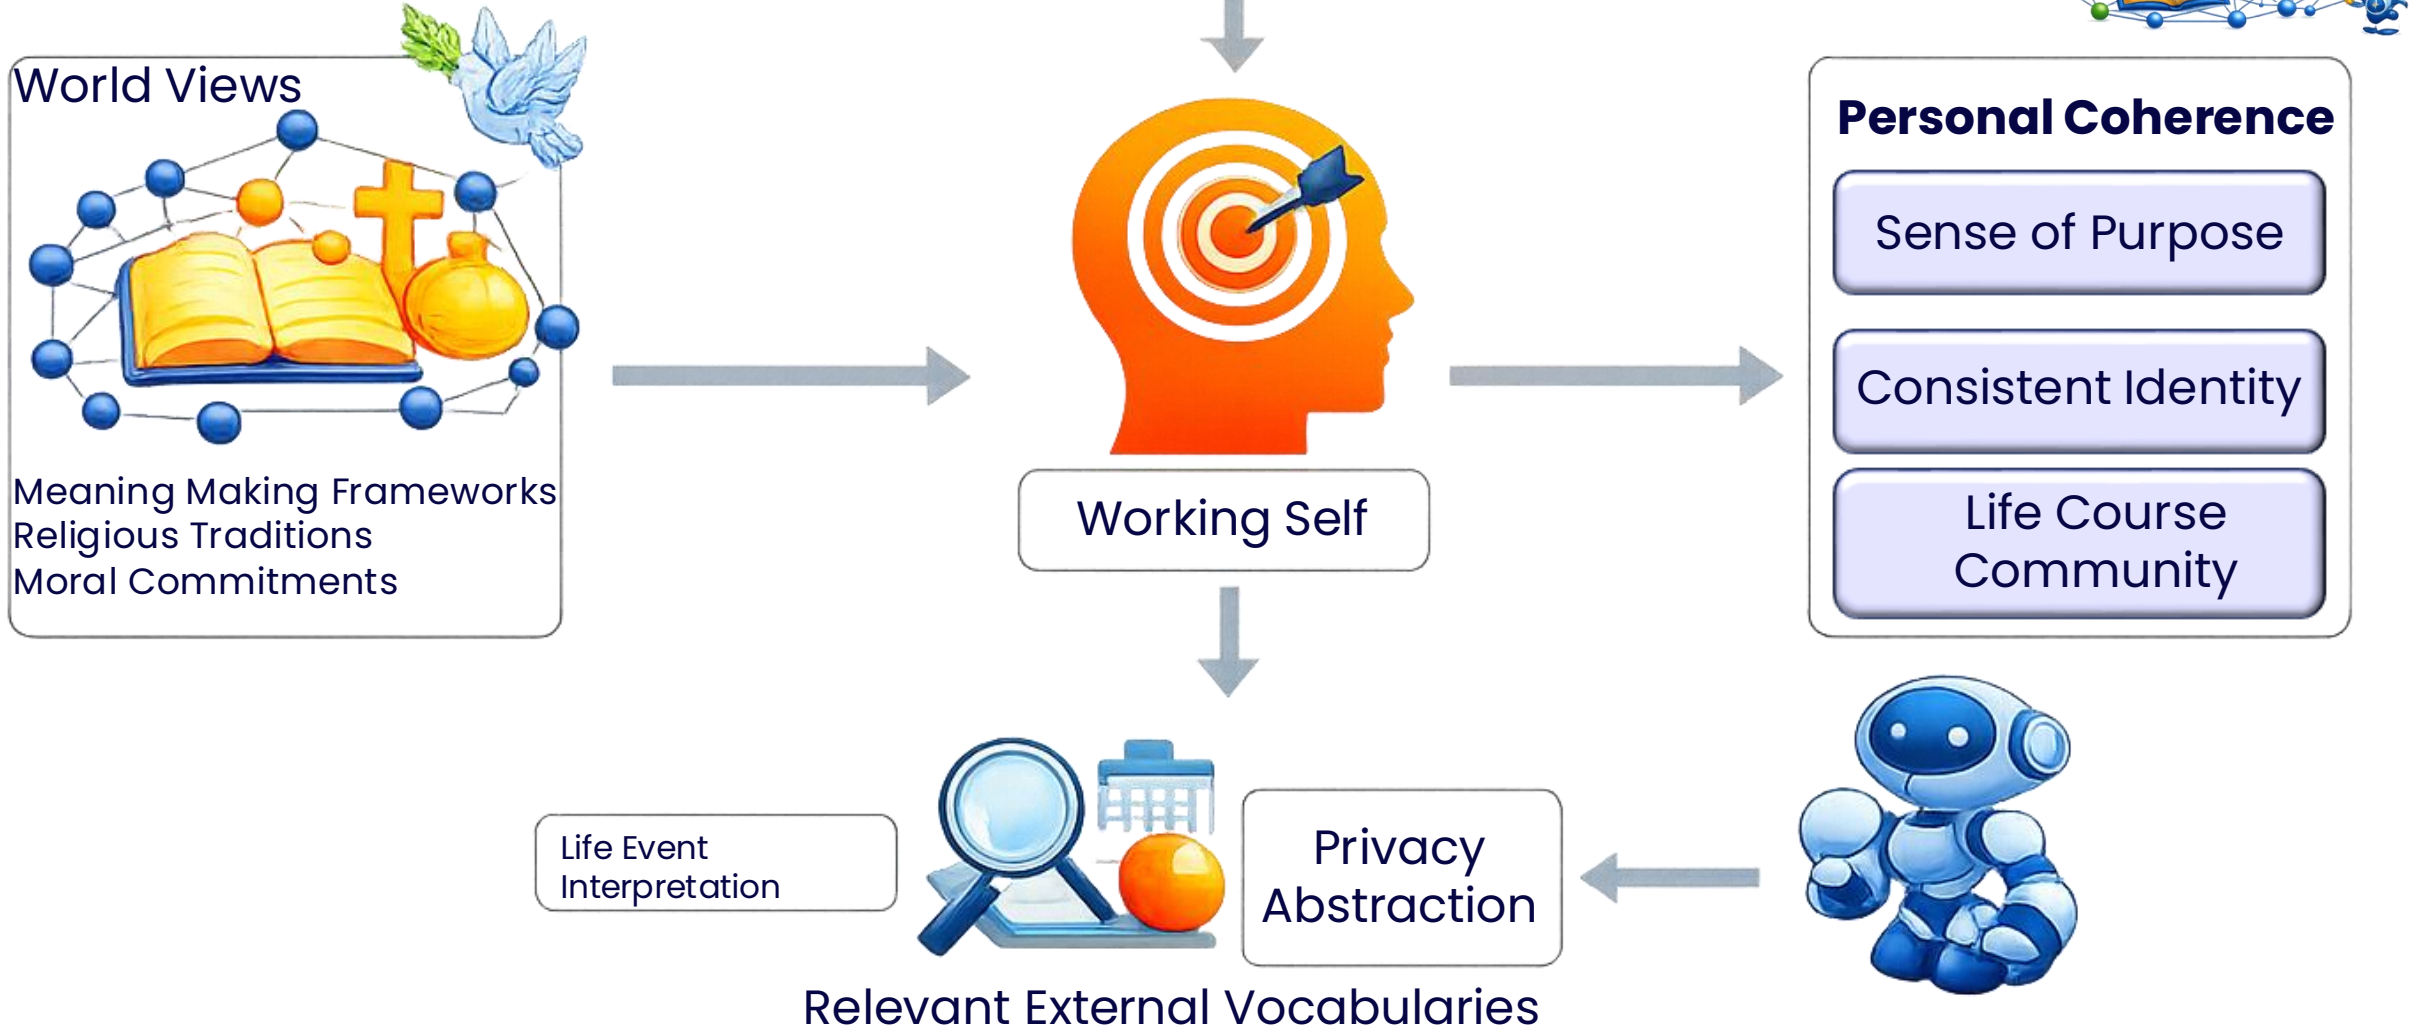 World Views
Meaning Making Frameworks
Religious Traditions
Moral Commitments
Working Self
Personal Coherence
Sense of Purpose
Consistent Identity
Life Course
Community
Life Event
Interpretation
Privacy
Abstraction
Relevant External Vocabularies